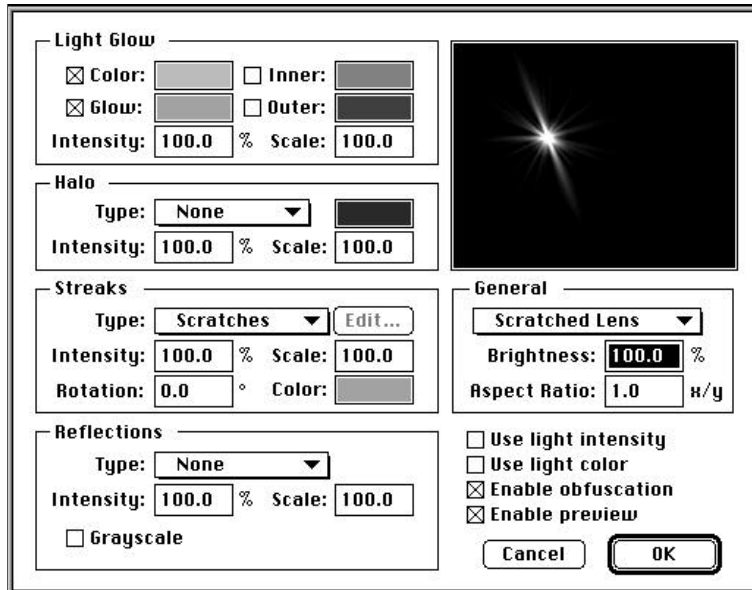 Light Glow
Color: Inner:
Glow: Outer:
Intensity: 100.0 % Scale: 100.0
Halo
Type: None
Intensity: 100.0 % Scale: 100.0
Streaks
Type: Scratches Edit...
Intensity: 100.0 % Scale: 100.0
Rotation: 0.0 ° Color:
Reflections
Type: None
Intensity: 100.0 % Scale: 100.0
Grayscale
General
Scratched Lens
Brightness: 100.0 %
Aspect Ratio: 1.0 x/y
Use light intensity
Use light color
Enable obfuscation
Enable preview
Cancel OK